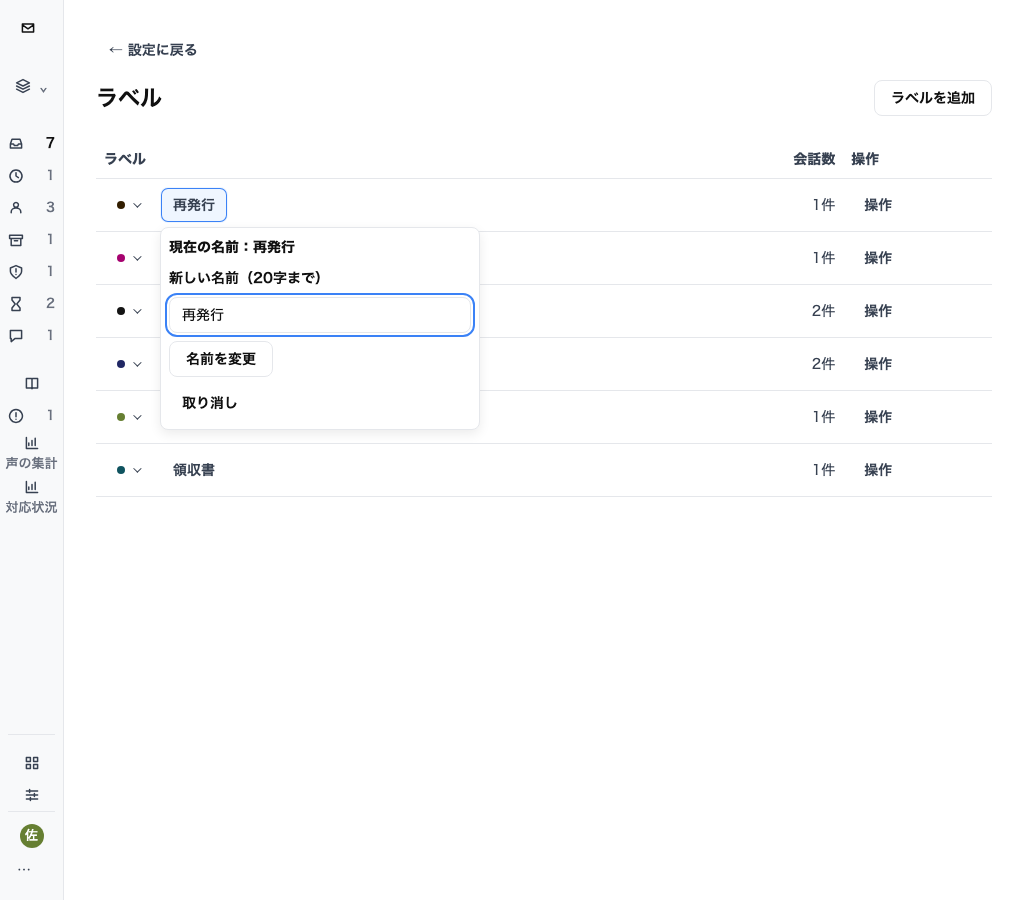 ← 設定に戻る
ラベル
ラベルを追加
ラベル 会話数 操作
再発行 1件 操作
現在の名前：再発行
新しい名前（20字まで）
再発行
名前を変更
取り消し
1件 操作
2件 操作
2件 操作
1件 操作
領収書 1件 操作
7
1
3
1
1
2
1
1
声の集計
対応状況
佐
…